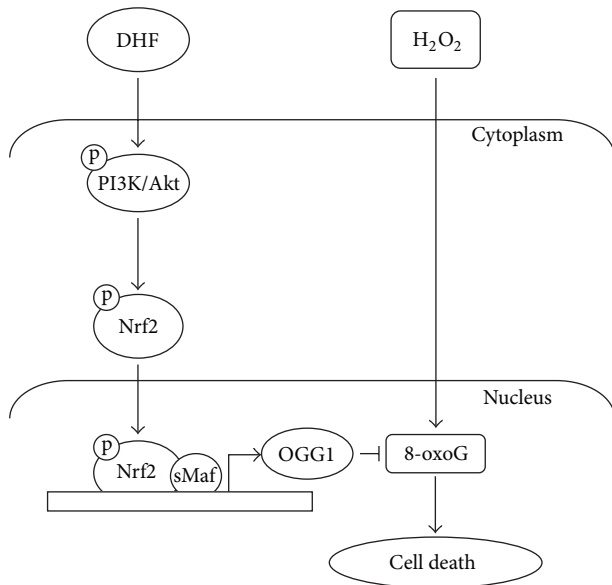 DHF
H₂O₂
Cytoplasm
p
PI3K/Akt
p
Nrf2
Nucleus
p
Nrf2
sMaf
OGG1
8-oxoG
Cell death